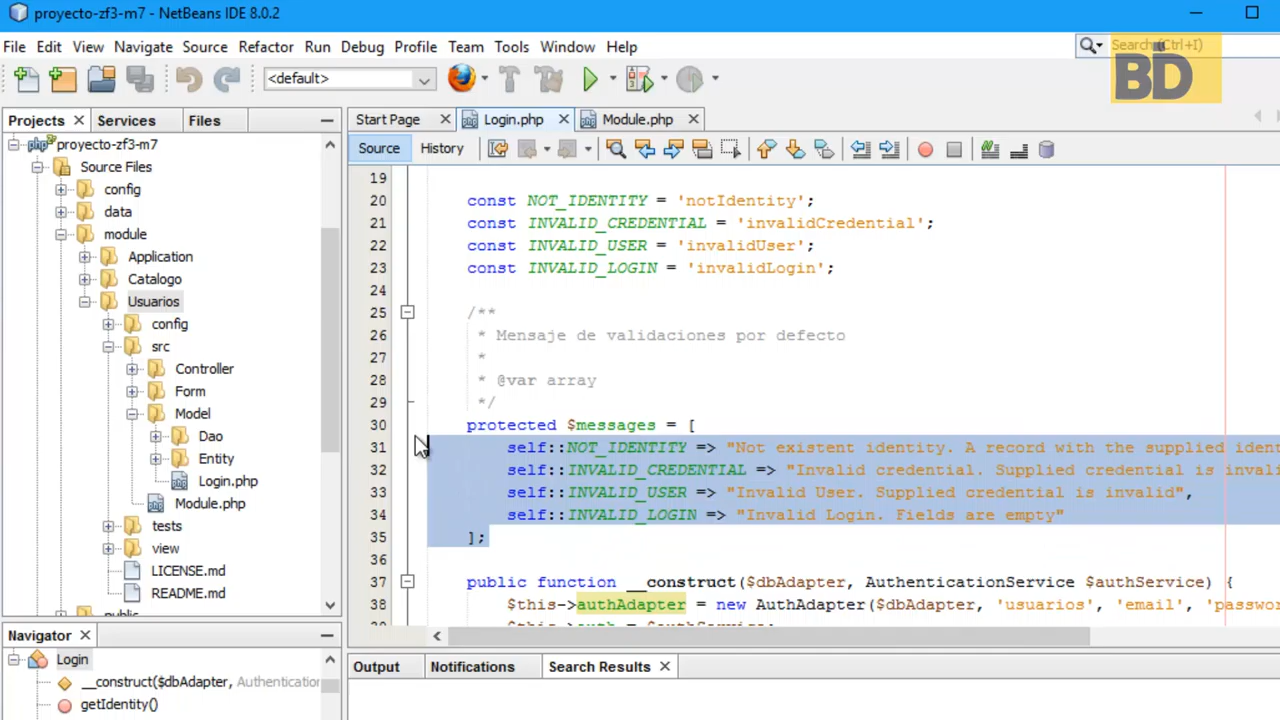 proyecto-zf3-m7 - NetBeans IDE 8.0.2
File Edit View Navigate Source Refactor Run Debug Profile Team Tools Window Help
Search (Ctrl+I)
BD
<default>
Projects Services Files
Start Page Login.php Module.php
Source History
proyecto-zf3-m7
Source Files
config
data
module
Application
Catalogo
Usuarios
config
src
Controller
Form
Model
Dao
Entity
Login.php
Module.php
tests
view
LICENSE.md
README.md
19
20 const NOT_IDENTITY = 'notIdentity';
21 const INVALID_CREDENTIAL = 'invalidCredential';
22 const INVALID_USER = 'invalidUser';
23 const INVALID_LOGIN = 'invalidLogin';
24
25 /**
26 * Mensaje de validaciones por defecto
27 *
28 * @var array
29 */
30 protected $messages = [
31 self::NOT_IDENTITY => "Not existent identity. A record with the supplied ident
32 self::INVALID_CREDENTIAL => "Invalid credential. Supplied credential is invali
33 self::INVALID_USER => "Invalid User. Supplied credential is invalid",
34 self::INVALID_LOGIN => "Invalid Login. Fields are empty"
35 ];
36
37 public function __construct($dbAdapter, AuthenticationService $authService) {
38 $this->authAdapter = new AuthAdapter($dbAdapter, 'usuarios', 'email', 'passwo
Navigator
Login
__construct($dbAdapter, Authentication
getIdentity()
Output Notifications Search Results